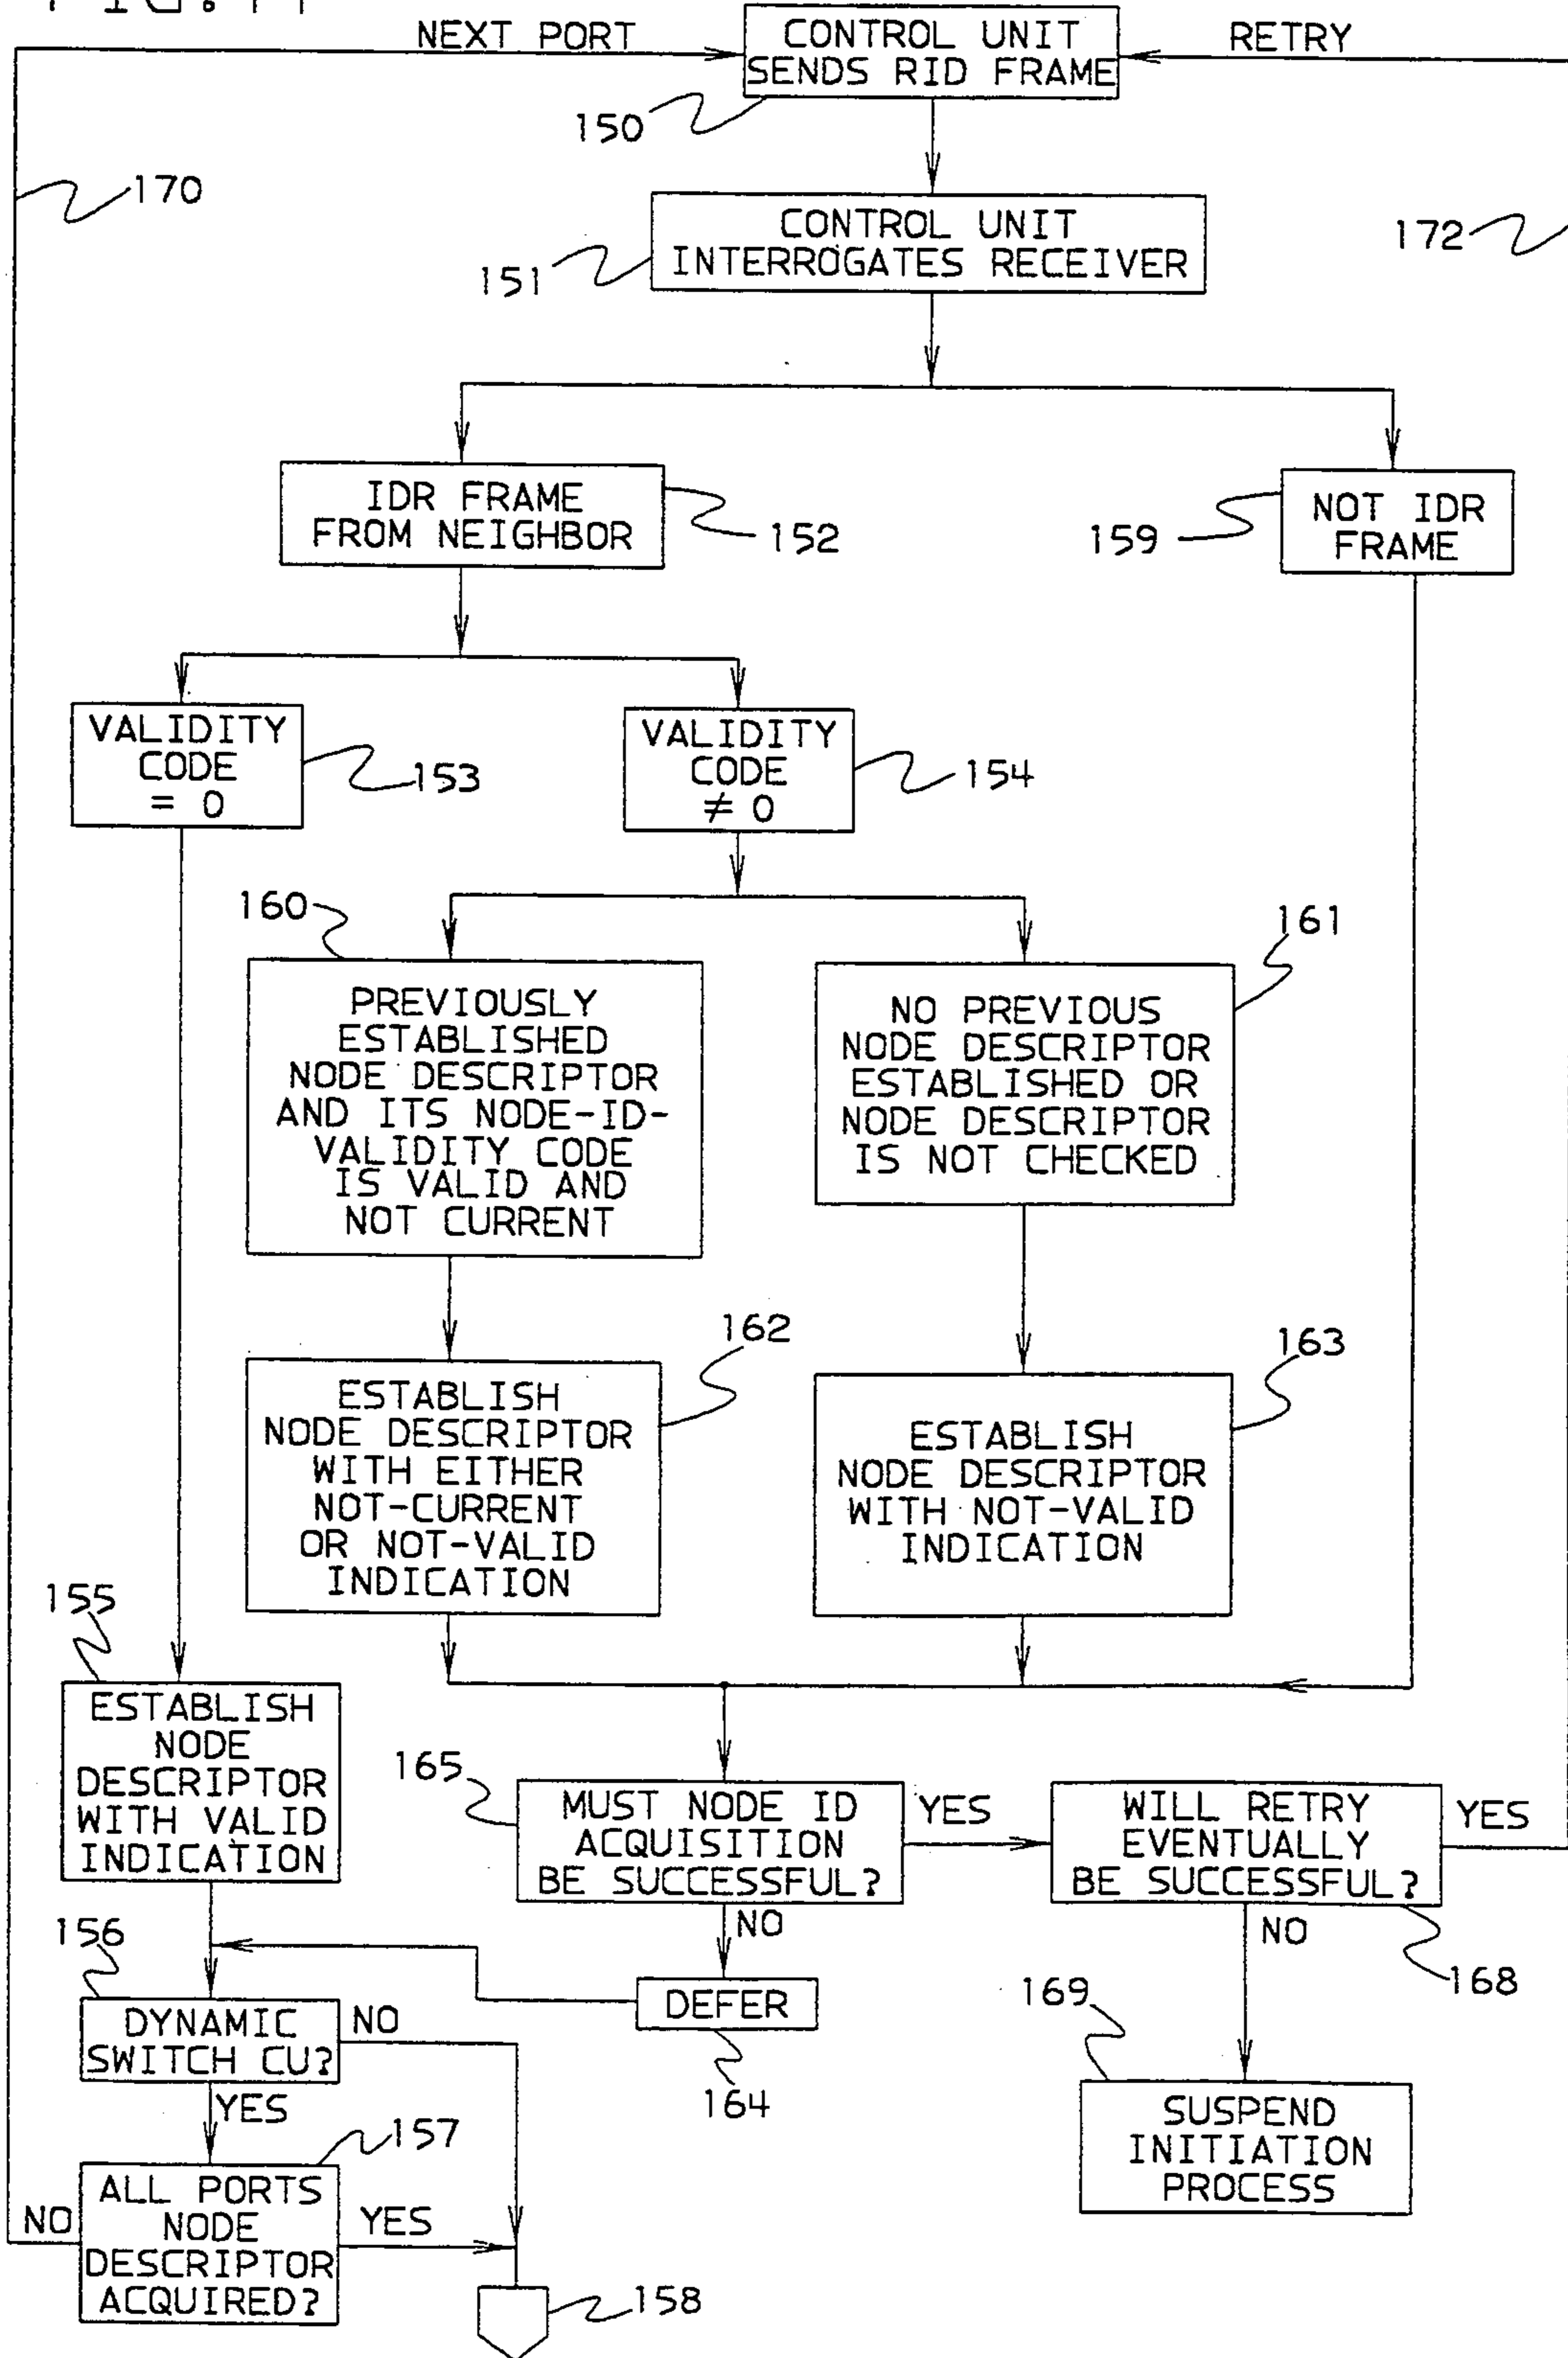 NEXT PORT
CONTROL UNIT
SENDS RID FRAME
RETRY
150
170
CONTROL UNIT
INTERROGATES RECEIVER
151
172
IDR FRAME
FROM NEIGHBOR
152
159
NOT IDR
FRAME
VALIDITY
CODE
= 0
153
VALIDITY
CODE
≠ 0
154
160
161
PREVIOUSLY
ESTABLISHED
NODE DESCRIPTOR
AND ITS NODE-ID-
VALIDITY CODE
IS VALID AND
NOT CURRENT
NO PREVIOUS
NODE DESCRIPTOR
ESTABLISHED OR
NODE DESCRIPTOR
IS NOT CHECKED
162
163
ESTABLISH
NODE DESCRIPTOR
WITH EITHER
NOT-CURRENT
OR NOT-VALID
INDICATION
ESTABLISH
NODE DESCRIPTOR
WITH NOT-VALID
INDICATION
155
ESTABLISH
NODE
DESCRIPTOR
WITH VALID
INDICATION
165
MUST NODE ID
ACQUISITION
BE SUCCESSFUL?
YES
WILL RETRY
EVENTUALLY
BE SUCCESSFUL?
YES
NO
NO
168
156
DEFER
164
169
DYNAMIC
SWITCH CU?
NO
YES
SUSPEND
INITIATION
PROCESS
157
ALL PORTS
NODE
DESCRIPTOR
ACQUIRED?
NO
YES
158